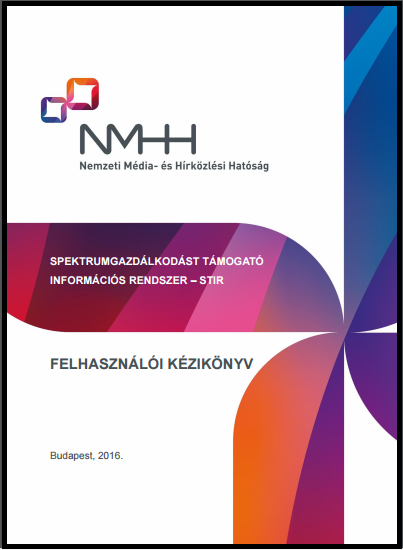 NMHH
Nemzeti Média- és Hírközlési Hatóság
SPEKTRUMGAZDÁLKODÁST TÁMOGATÓ
INFORMÁCIÓS RENDSZER – STIR
FELHASZNÁLÓI KÉZIKÖNYV
Budapest, 2016.